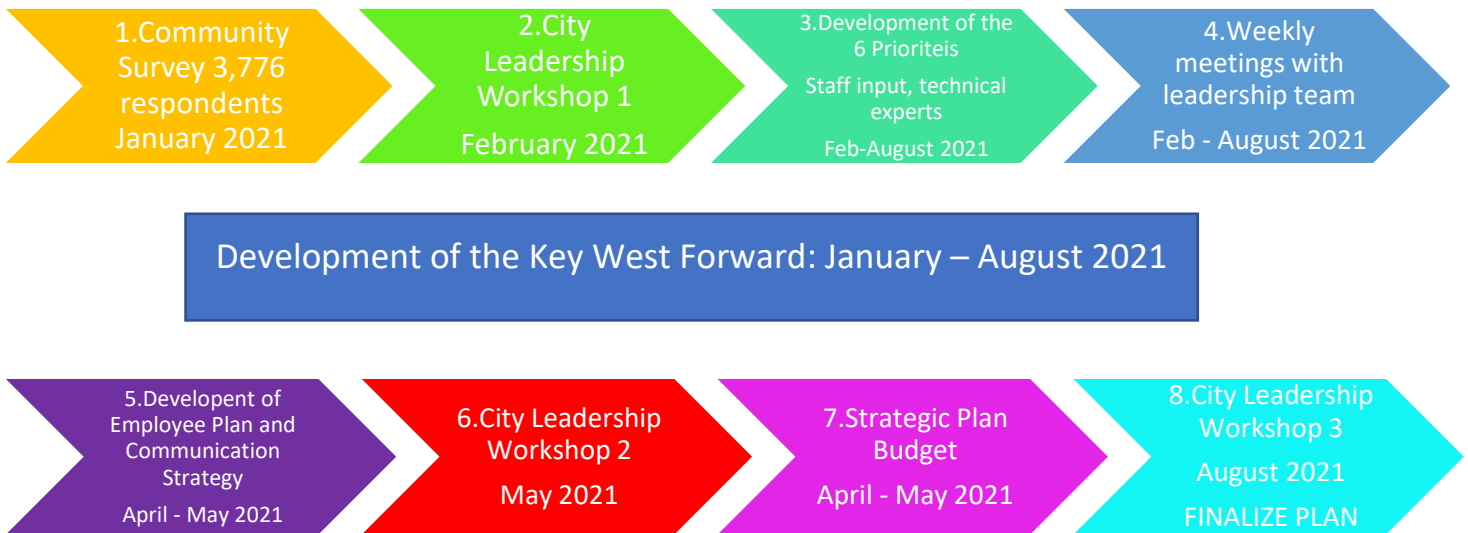 1.Community
Survey 3,776
respondents
January 2021
2.City
Leadership
Workshop 1
February 2021
3.Development of the
6 Prioriteis
Staff input, technical
experts
Feb-August 2021
4.Weekly
meetings with
leadership team
Feb - August 2021
Development of the Key West Forward: January – August 2021
5.Developent of
Employee Plan and
Communication
Strategy
April - May 2021
6.City Leadership
Workshop 2
May 2021
7.Strategic Plan
Budget
April - May 2021
8.City Leadership
Workshop 3
August 2021
FINALIZE PLAN